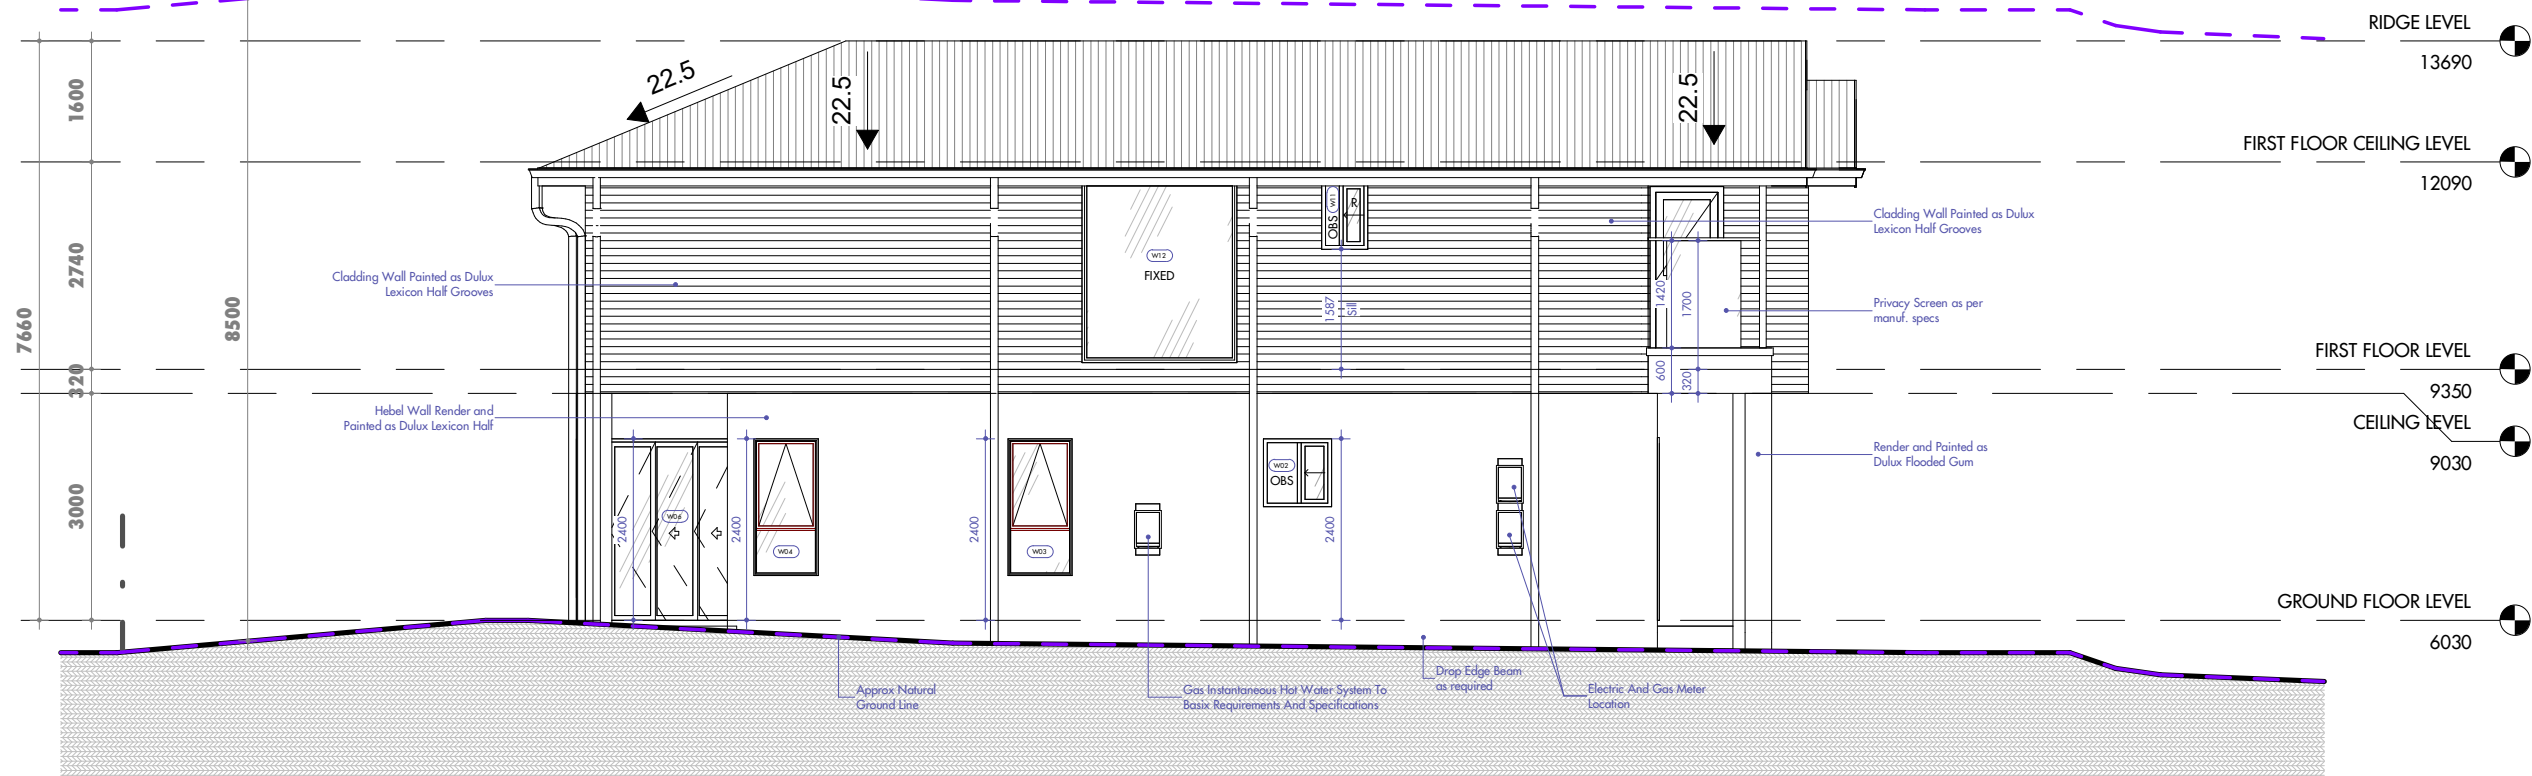 RIDGE LEVEL
13690
22.5
22.5
22.5
1600
FIRST FLOOR CEILING LEVEL
12090
Cladding Wall Painted as Dulux
Lexicon Half Grooves
W11
OBS
R
2740
W12
FIXED
Cladding Wall Painted as Dulux
Lexicon Half Grooves
1587
Sill
1420
1700
Privacy Screen as per
manuf. specs
7660
8500
FIRST FLOOR LEVEL
9350
320
600
320
Hebel Wall Render and
Painted as Dulux Lexicon Half
CEILING LEVEL
9030
Render and Painted as
Dulux Flooded Gum
3000
W02
OBS
W06
2400
2400
W04
2400
W03
2400
GROUND FLOOR LEVEL
6030
Approx Natural
Ground Line
Gas Instantaneous Hot Water System To
Basix Requirements And Specifications
Drop Edge Beam
as required
Electric And Gas Meter
Location